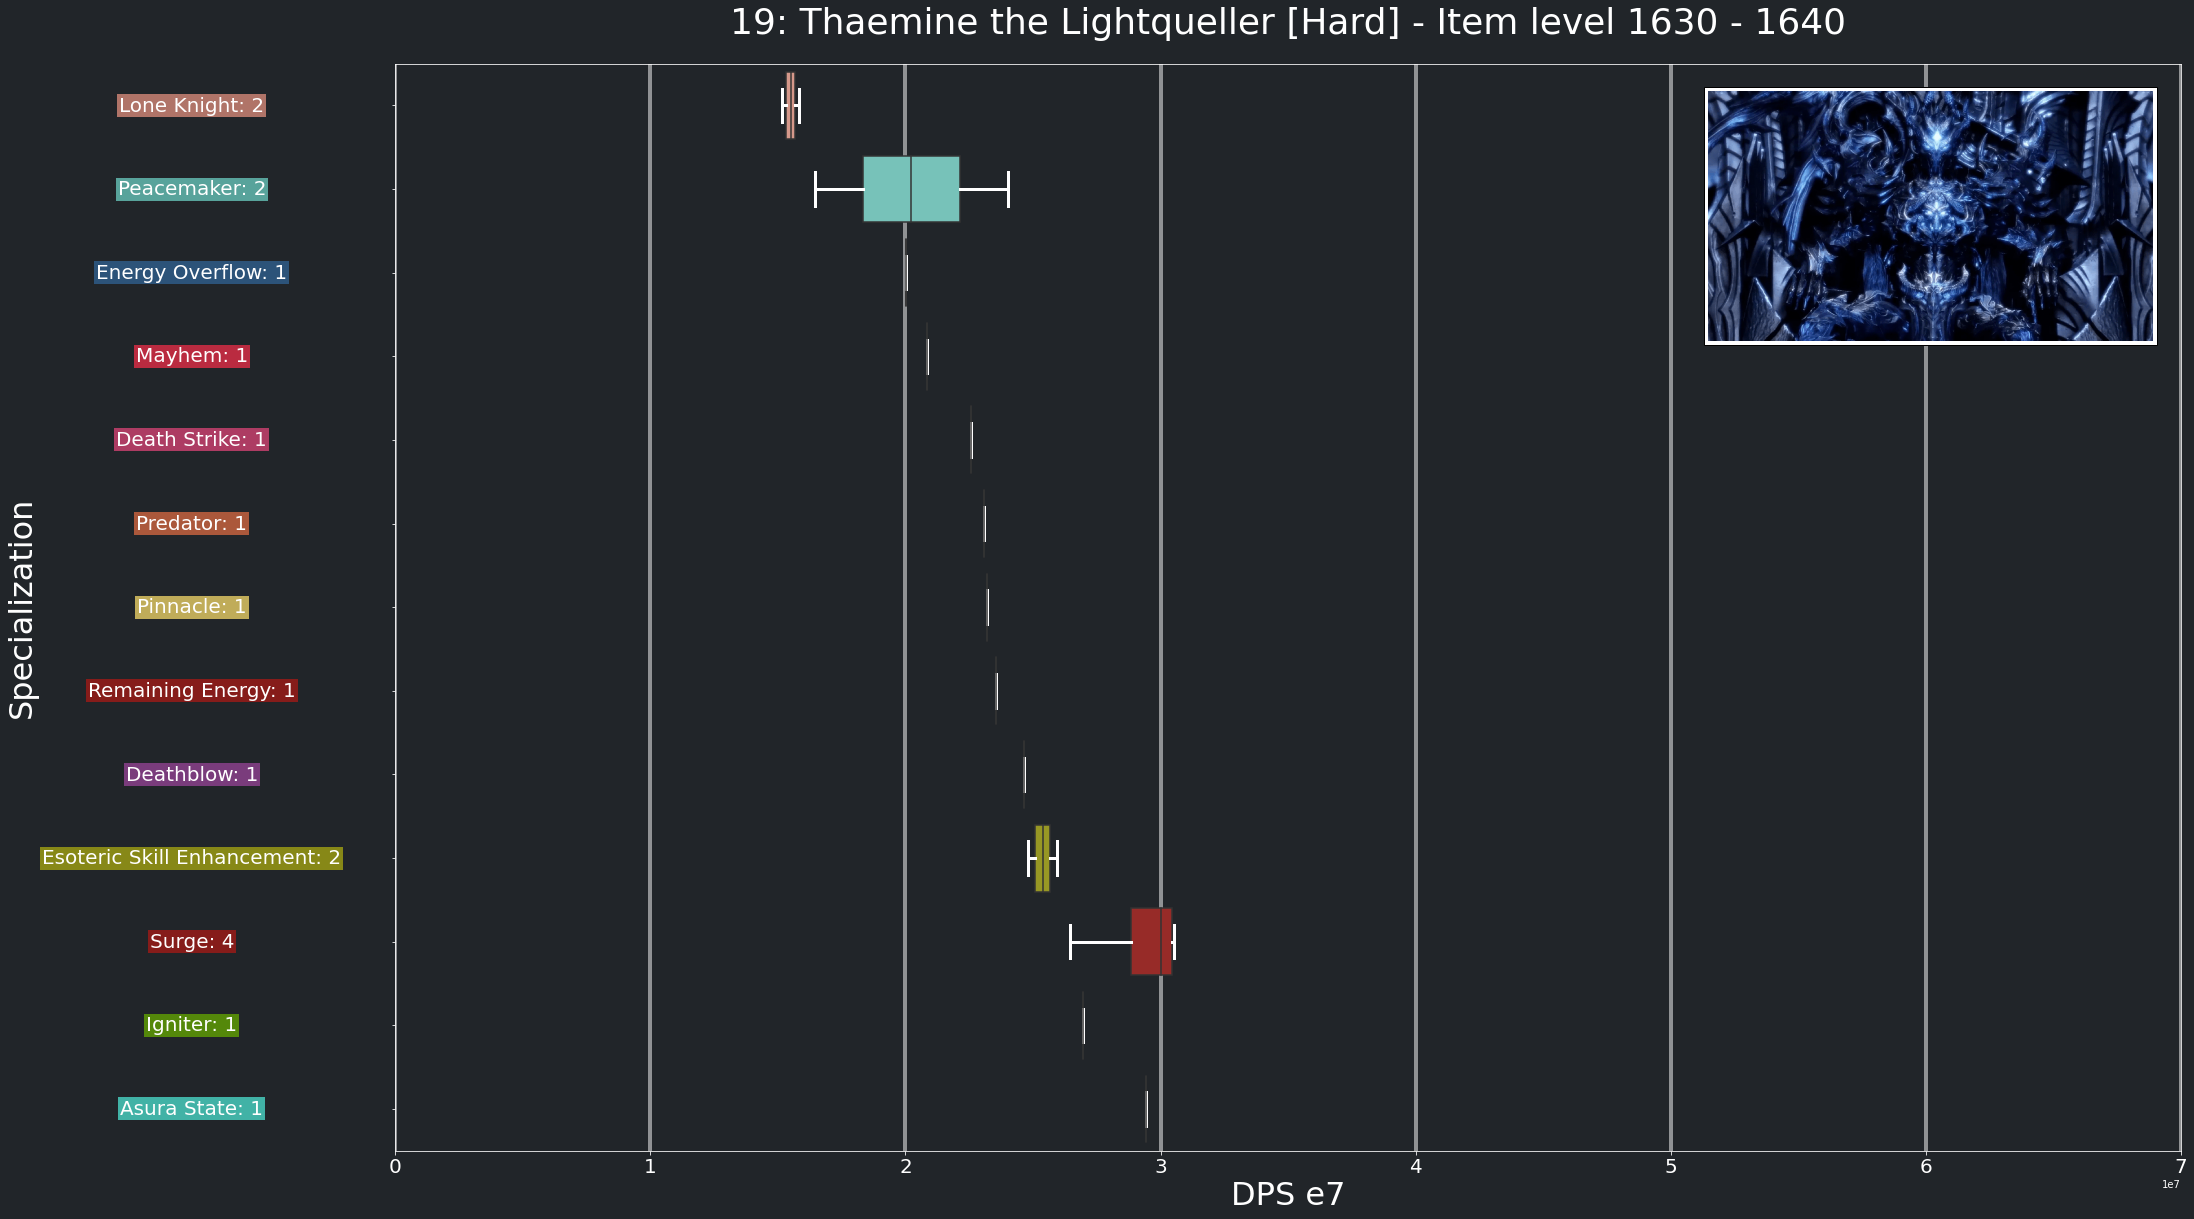 19: Thaemine the Lightqueller [Hard] - Item level 1630 - 1640
Specialization
Lone Knight: 2
Peacemaker: 2
Energy Overflow: 1
Mayhem: 1
Death Strike: 1
Predator: 1
Pinnacle: 1
Remaining Energy: 1
Deathblow: 1
Esoteric Skill Enhancement: 2
Surge: 4
Igniter: 1
Asura State: 1
0 1 2 3 4 5 6 7
1e7
DPS e7